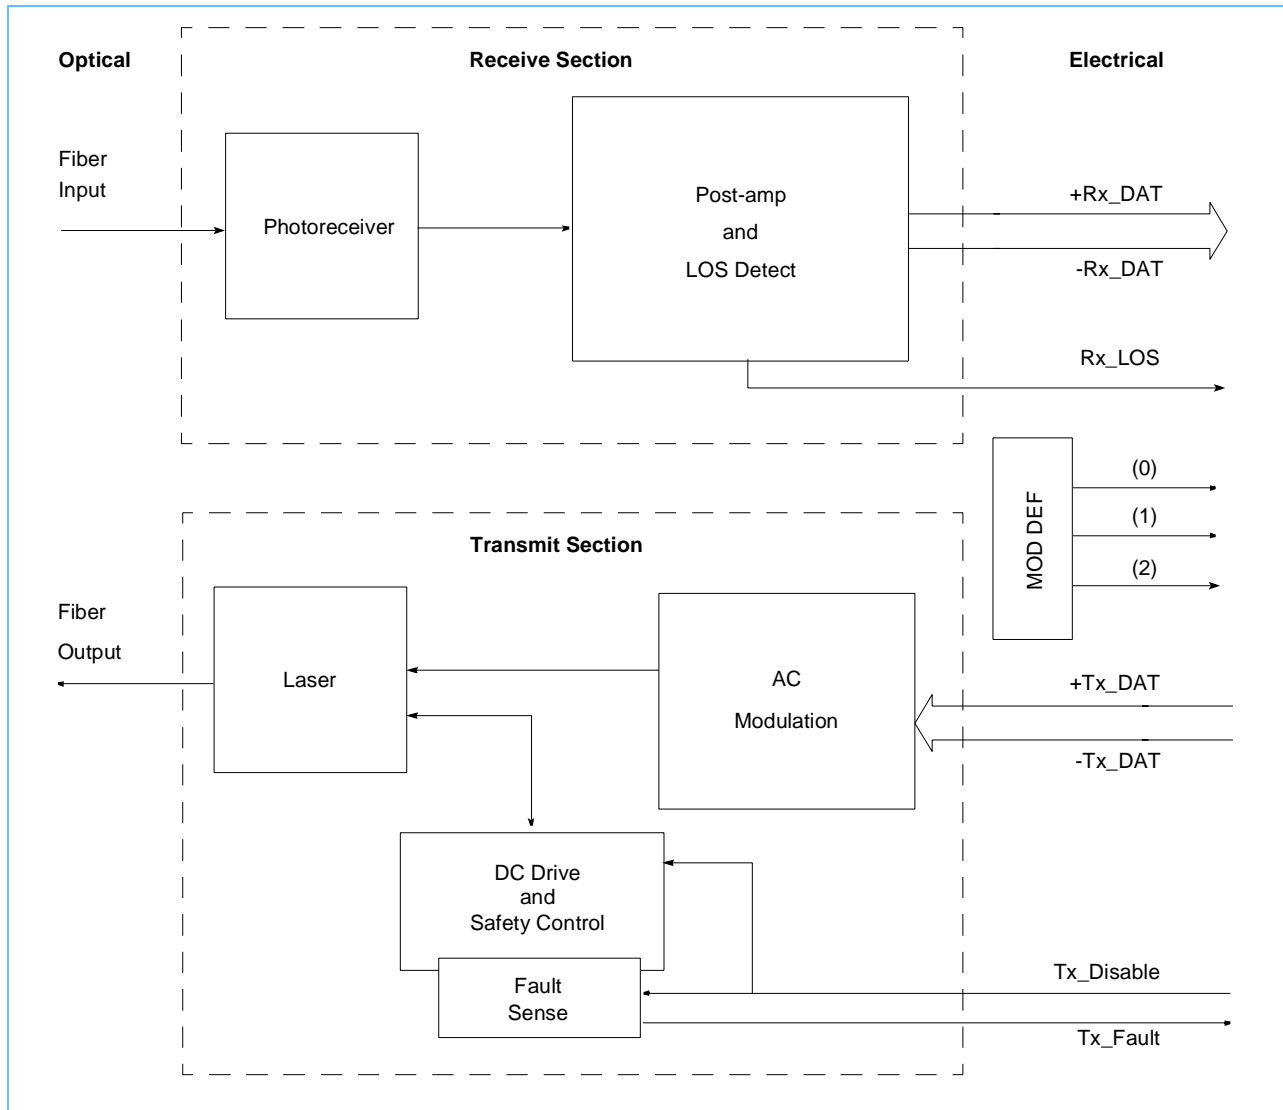 Optical
Receive Section
Electrical
Fiber
Input
Photoreceiver
Post-amp
and
LOS Detect
+Rx_DAT
-Rx_DAT
Rx_LOS
MOD DEF
(0)
(1)
(2)
Transmit Section
Fiber
Output
Laser
AC
Modulation
+Tx_DAT
-Tx_DAT
DC Drive
and
Safety Control
Fault
Sense
Tx_Disable
Tx_Fault